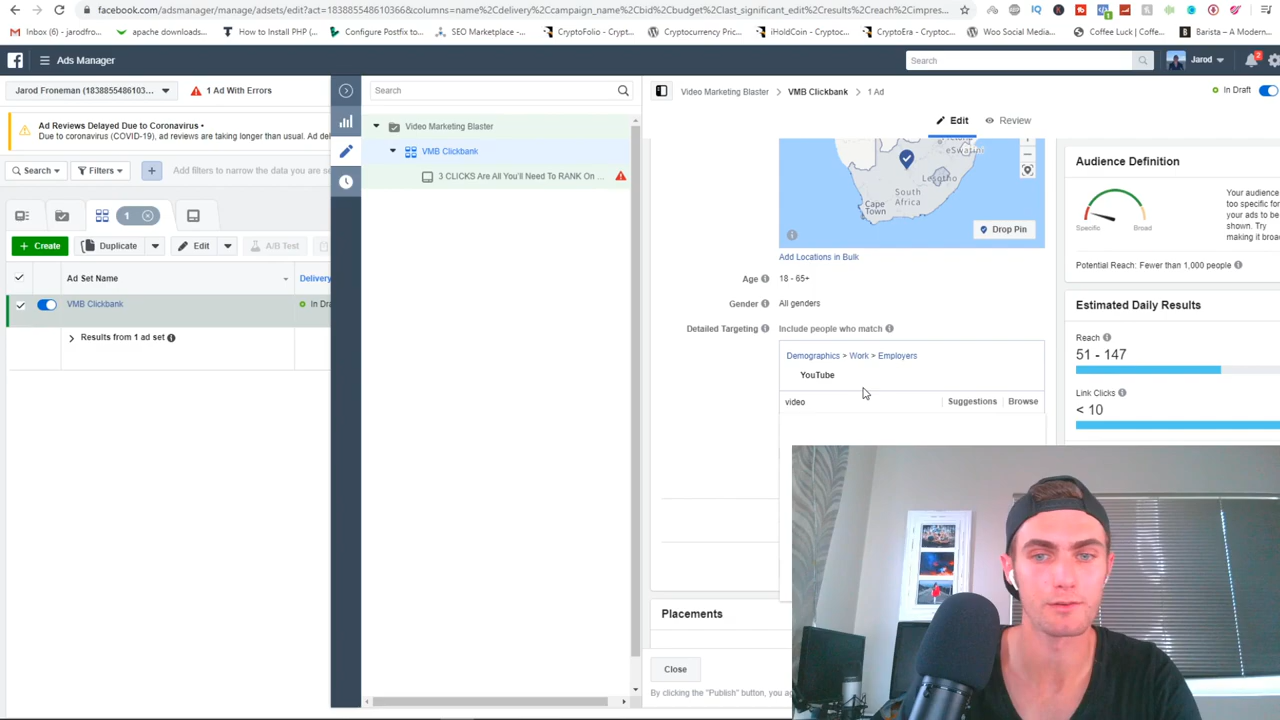 facebook.com/adsmanager/manage/adsets/edit?act=1838855486103668&columns=name%2Cdelivery%2Ccampaign_name%2Cbid%2Cbudget%2Clast_significant_edit%2Cresults%2Creach%2Cimpres...
Inbox (6) - jarodfro... apache downloads... How to Install PHP (... Configure Postfix to... SEO Marketplace -... CryptoFolio - Crypt... Cryptocurrency Pric... iHoldCoin - Cryptoc... CryptoEra - Cryptoc... Woo Social Media... Coffee Luck | Coffe... Barista – A Modern...
Ads Manager
Search
Jarod
2
Jarod Froneman (1838855486103...
1 Ad With Errors
Search
Video Marketing Blaster > VMB Clickbank > 1 Ad
In Draft
Ad Reviews Delayed Due to Coronavirus •
Due to coronavirus (COVID-19), ad reviews are taking longer than usual. Ad del
Video Marketing Blaster
VMB Clickbank
3 CLICKS Are All You'll Need To RANK On ...
Edit
Review
Search
Filters
Add filters to narrow the data you are
1
Create
Duplicate
Edit
A/B Test
Ad Set Name
Delivery
VMB Clickbank
In Dra
Results from 1 ad set
eSwatini
Lesotho
South
Africa
Cape
Town
Drop Pin
Add Locations in Bulk
Age
18 - 65+
Gender
All genders
Detailed Targeting
Include people who match
Demographics > Work > Employers
YouTube
video
Suggestions
Browse
Placements
Close
By clicking the "Publish" button, you ag
Audience Definition
Specific
Broad
Your audience
too specific for
your ads to be
shown. Try
making it broa
Potential Reach: Fewer than 1,000 people
Estimated Daily Results
Reach
51 - 147
Link Clicks
< 10